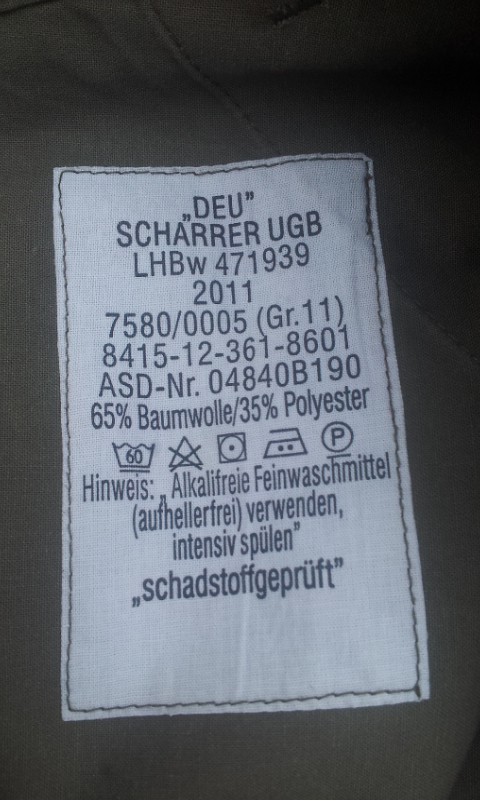 „DEU”
SCHARRER UGB
LHBw 471939
2011
7580/0005 (Gr.11)
8415-12-361-8601
ASD-Nr. 04840B190
65% Baumwolle/35% Polyester
60 P
Hinweis: „Alkalifreie Feinwaschmittel
(aufhellerfrei) verwenden,
intensiv spülen”
„schadstoffgeprüft”